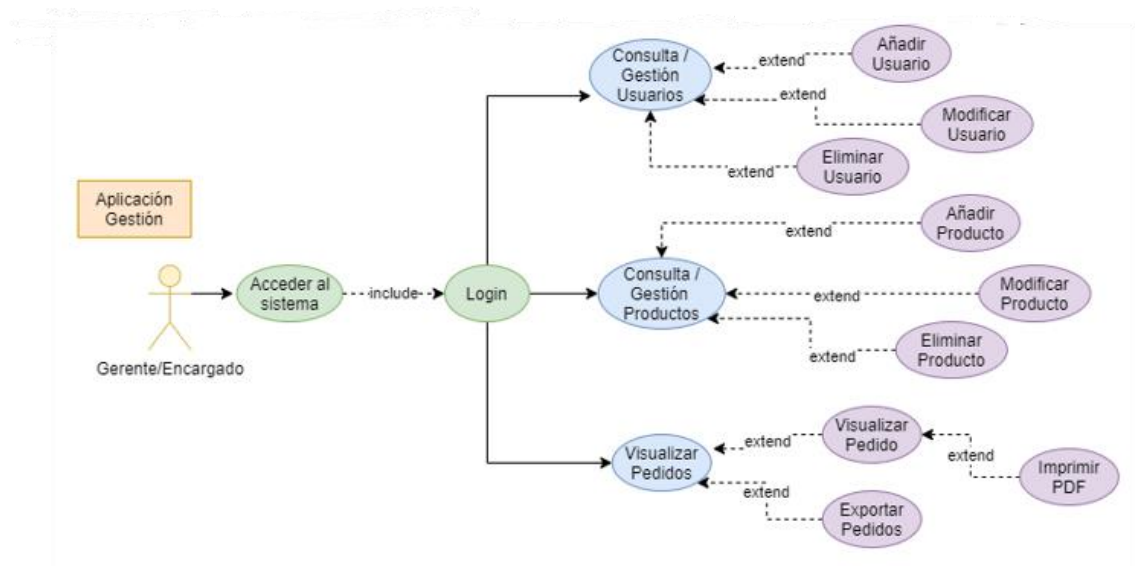 Aplicación
Gestión
Gerente/Encargado
Acceder al
sistema
include
Login
Consulta /
Gestión
Usuarios
extend
Añadir
Usuario
extend
Modificar
Usuario
extend
Eliminar
Usuario
Consulta /
Gestión
Productos
extend
Añadir
Producto
extend
Modificar
Producto
extend
Eliminar
Producto
Visualizar
Pedidos
extend
Visualizar
Pedido
extend
Imprimir
PDF
extend
Exportar
Pedidos